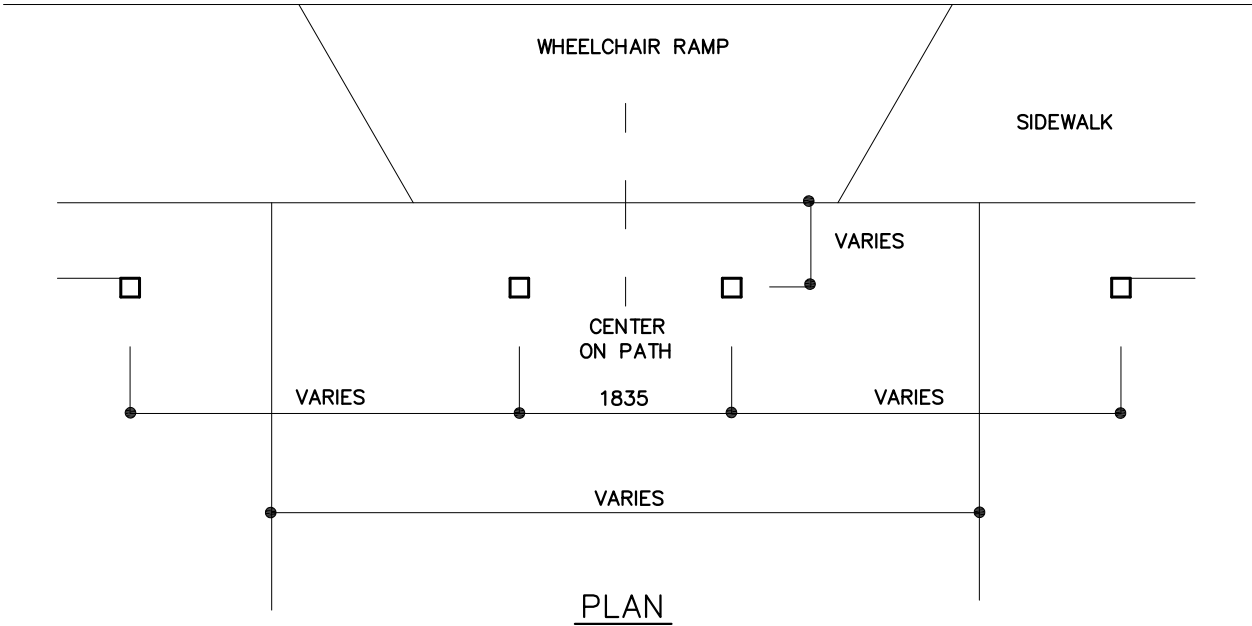 WHEELCHAIR RAMP
SIDEWALK
VARIES
CENTER
ON PATH
VARIES
1835
VARIES
VARIES
PLAN